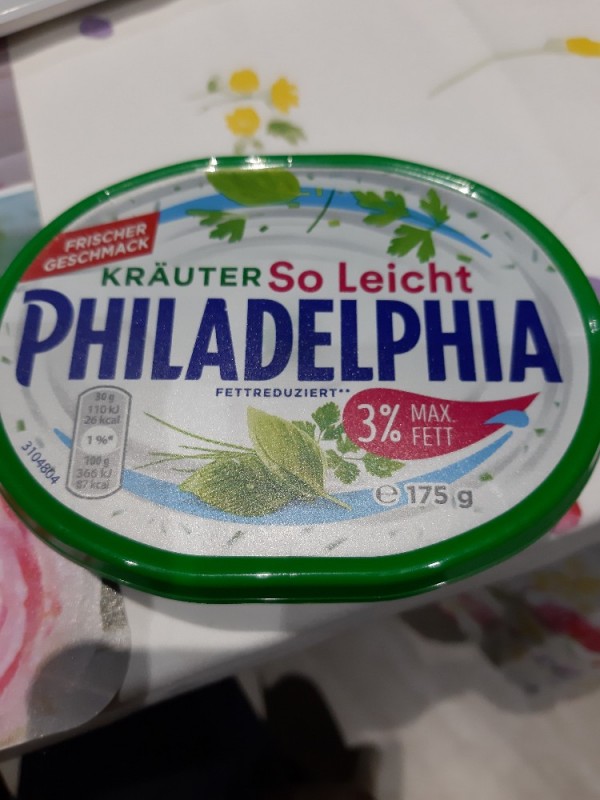 FRISCHER
GESCHMACK
KRÄUTER So Leicht
PHILADELPHIA
FETTREDUZIERT**
3% MAX.
FETT
30 g
110 kJ
26 kcal
1 %*
100 g
366 kJ
87 kcal
3104804
e 175 g